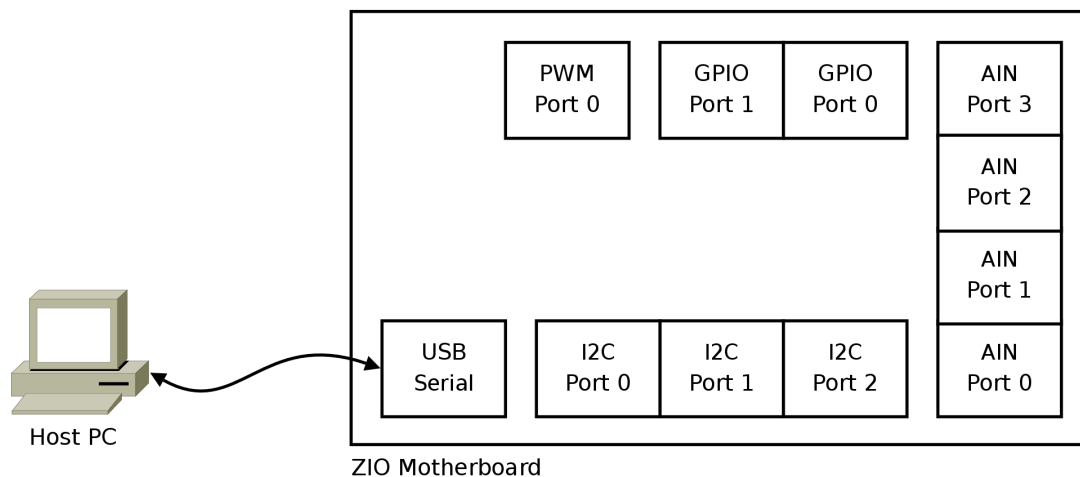 PWM
Port 0
GPIO
Port 1
GPIO
Port 0
AIN
Port 3
AIN
Port 2
AIN
Port 1
USB
Serial
I2C
Port 0
I2C
Port 1
I2C
Port 2
AIN
Port 0
Host PC
ZIO Motherboard